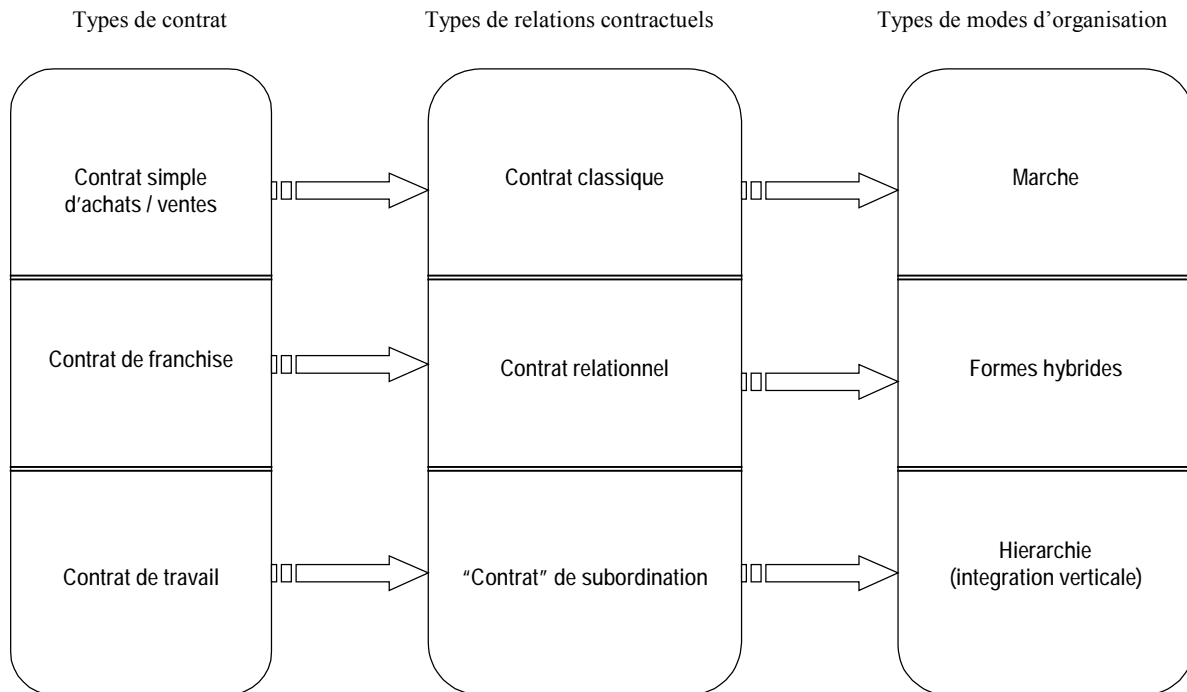 Types de contrat
Types de relations contractuels
Types de modes d’organisation
Contrat simple
d’achats / ventes
Contrat classique
Marche
Contrat de franchise
Contrat relationnel
Formes hybrides
Contrat de travail
“Contrat” de subordination
Hierarchie
(integration verticale)